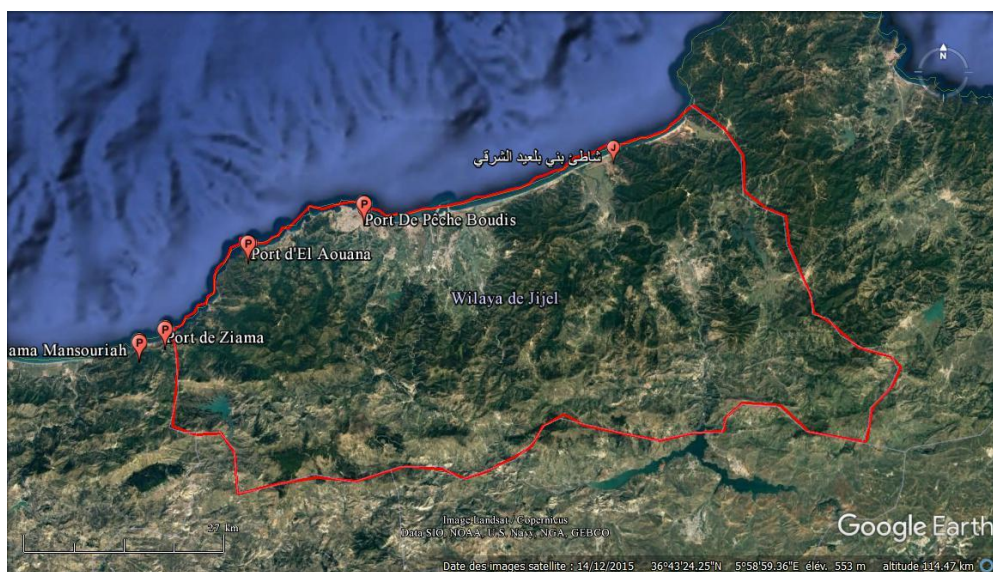 N
شاطئ بني بلعيد الشرقي
J
P
Port De Pêche Boudis
P
Port d'El Aouana
Wilaya de Jijel
P
Port de Ziama
P
ama Mansouriah
27 km
Image Landsat / Copernicus
Data SIO, NOAA, U.S. Navy, NGA, GEBCO
Google Earth
Date des images satellite : 14/12/2015 36°43'24.25"N 5°58'59.36"E élév. 553 m altitude 114.47 km